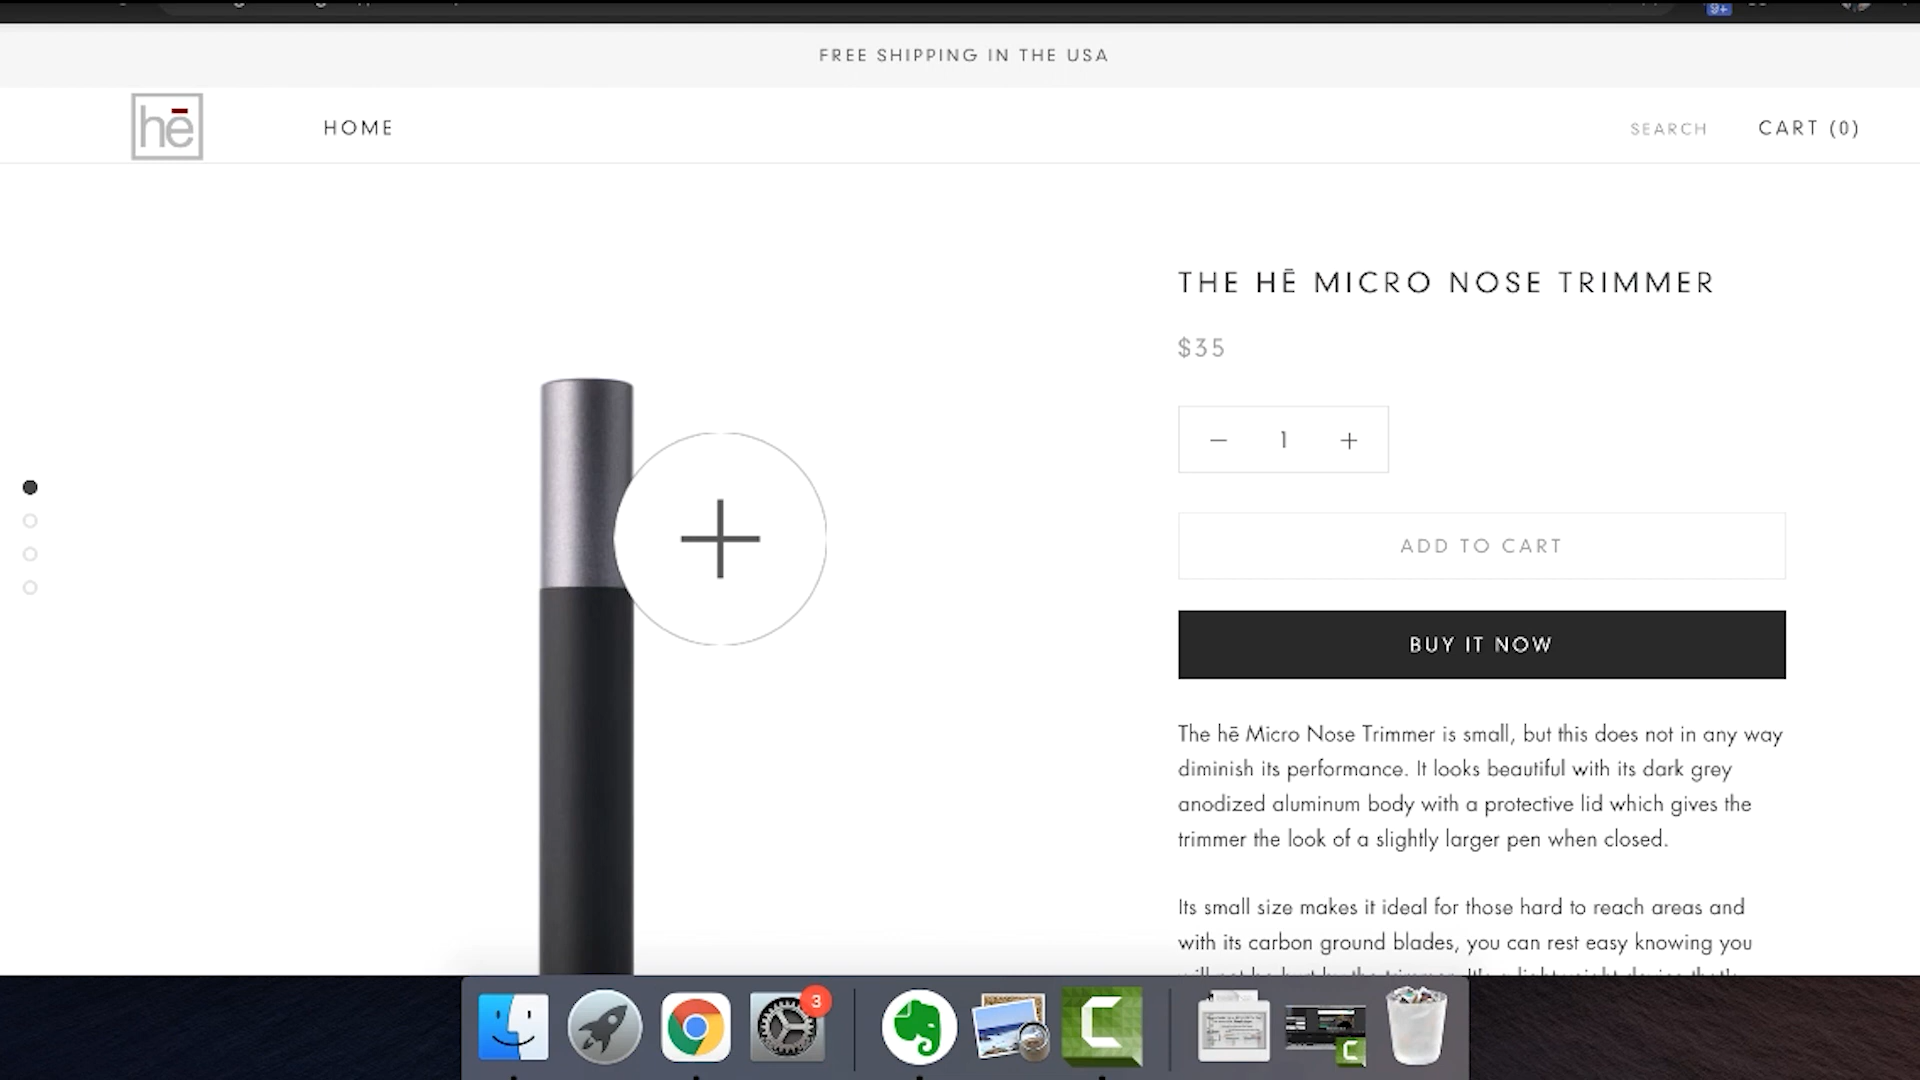 9+
FREE SHIPPING IN THE USA
hē
HOME
SEARCH
CART (0)
THE HĒ MICRO NOSE TRIMMER
$35
1
ADD TO CART
BUY IT NOW
The hē Micro Nose Trimmer is small, but this does not in any way
diminish its performance. It looks beautiful with its dark grey
anodized aluminum body with a protective lid which gives the
trimmer the look of a slightly larger pen when closed.
Its small size makes it ideal for those hard to reach areas and
with its carbon ground blades, you can rest easy knowing you
3